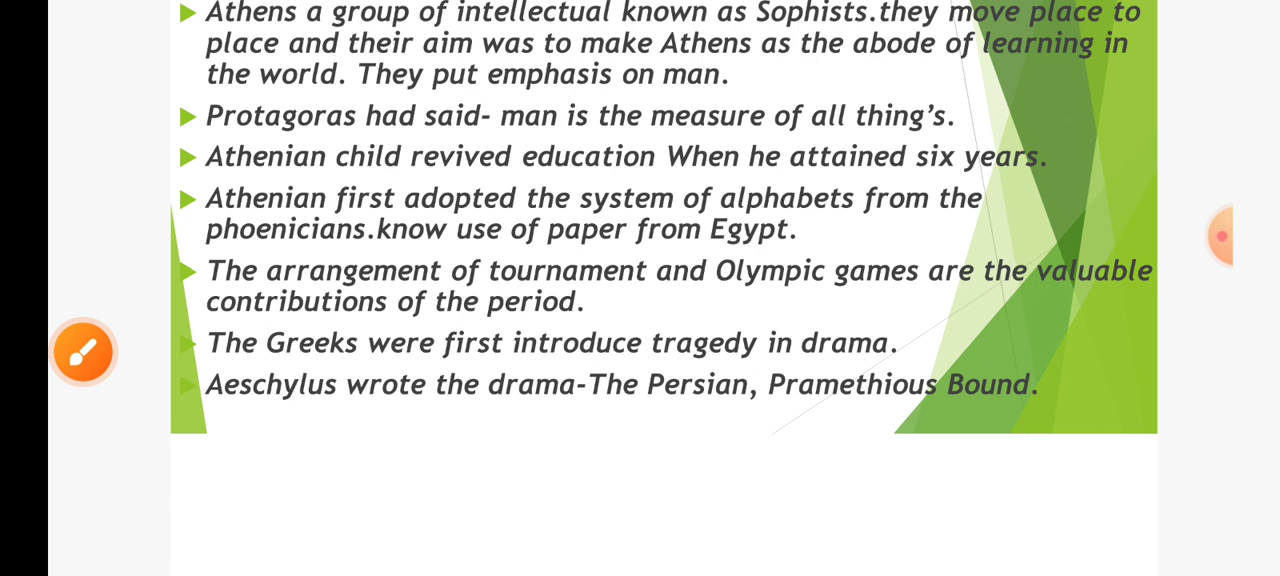 Athens a group of intellectual known as Sophists.they move place to
place and their aim was to make Athens as the abode of learning in
the world. They put emphasis on man.
Protagoras had said- man is the measure of all thing's.
Athenian child revived education When he attained six years.
Athenian first adopted the system of alphabets from the
phoenicians.know use of paper from Egypt.
The arrangement of tournament and Olympic games are the valuable
contributions of the period.
The Greeks were first introduce tragedy in drama.
Aeschylus wrote the drama-The Persian, Pramethious Bound.